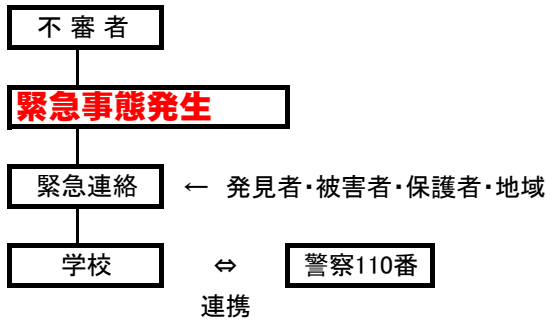 不 審 者
緊急事態発生
緊急連絡 ← 発見者・被害者・保護者・地域
学校 ⇔ 警察110番
連携